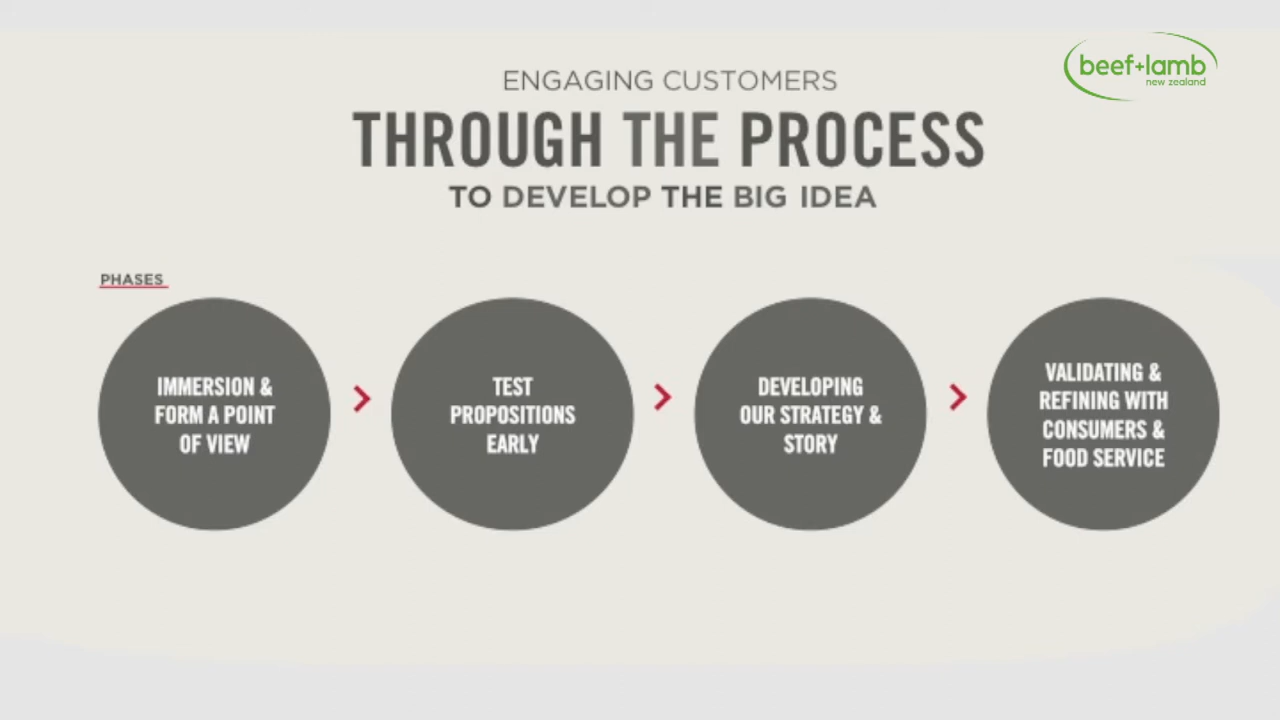 beef+lamb
new zealand
ENGAGING CUSTOMERS
THROUGH THE PROCESS
TO DEVELOP THE BIG IDEA
PHASES
IMMERSION &
FORM A POINT
OF VIEW
TEST
PROPOSITIONS
EARLY
DEVELOPING
OUR STRATEGY &
STORY
VALIDATING &
REFINING WITH
CONSUMERS &
FOOD SERVICE